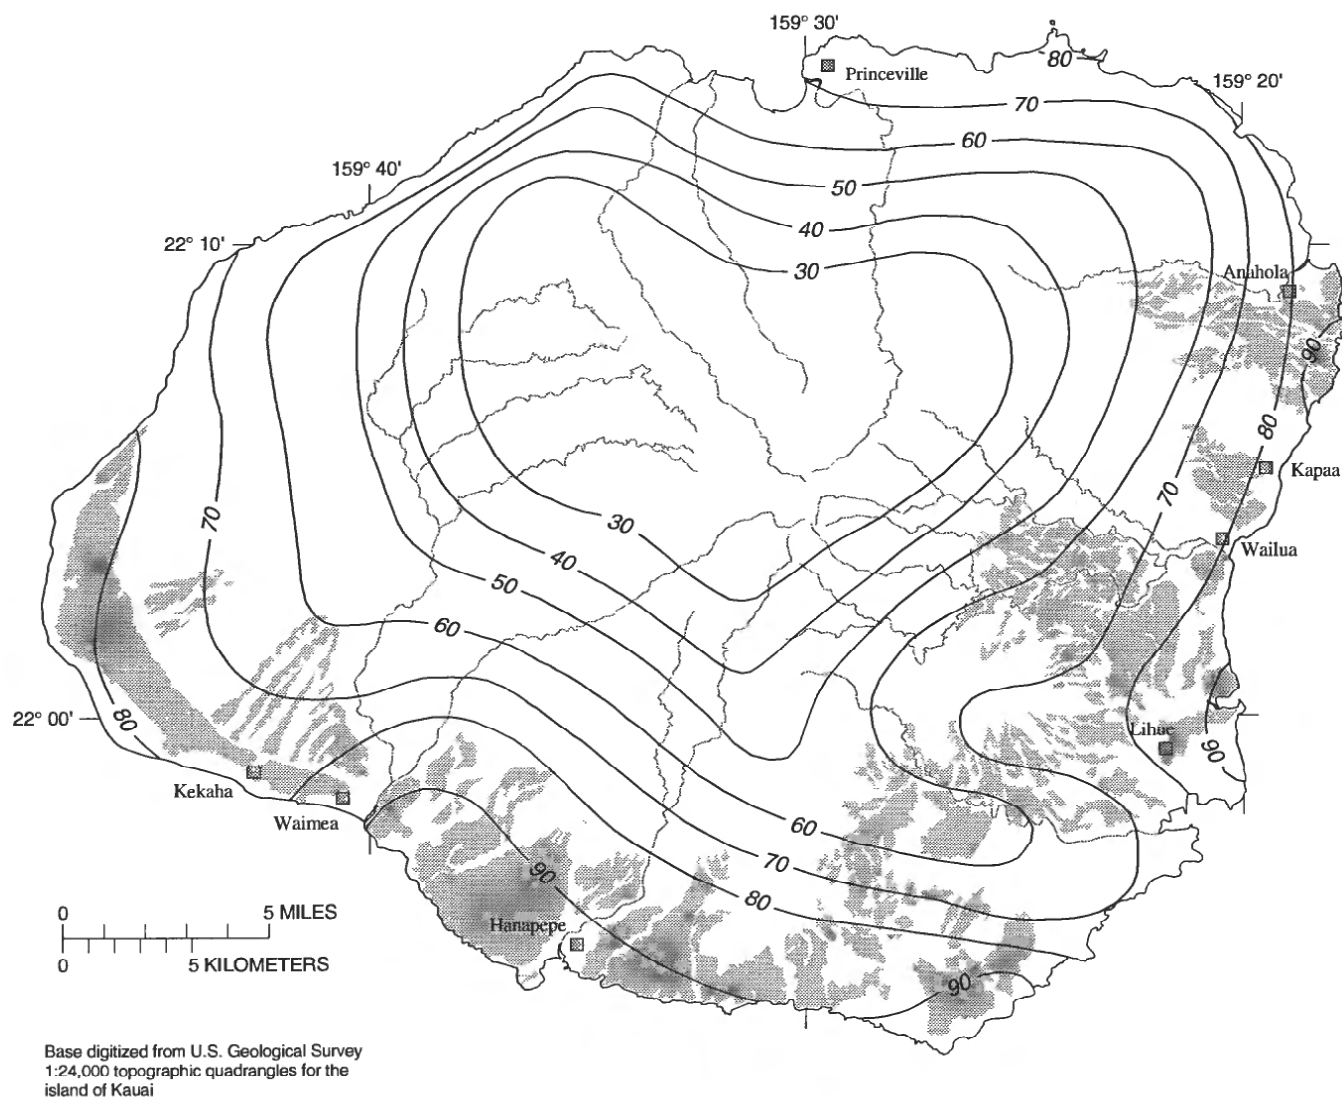 159° 30'
Princeville
80
159° 20'
70
60
159° 40'
50
40
22° 10'
30
Anahola
90
80
Kapaa
70
70
30
Wailua
40
50
60
22° 00'
80
Lihue
90
Kekaha
Waimea
60
70
90
80
0 5 MILES
Hanapepe
0 5 KILOMETERS
90
Base digitized from U.S. Geological Survey
1:24,000 topographic quadrangles for the
island of Kauai